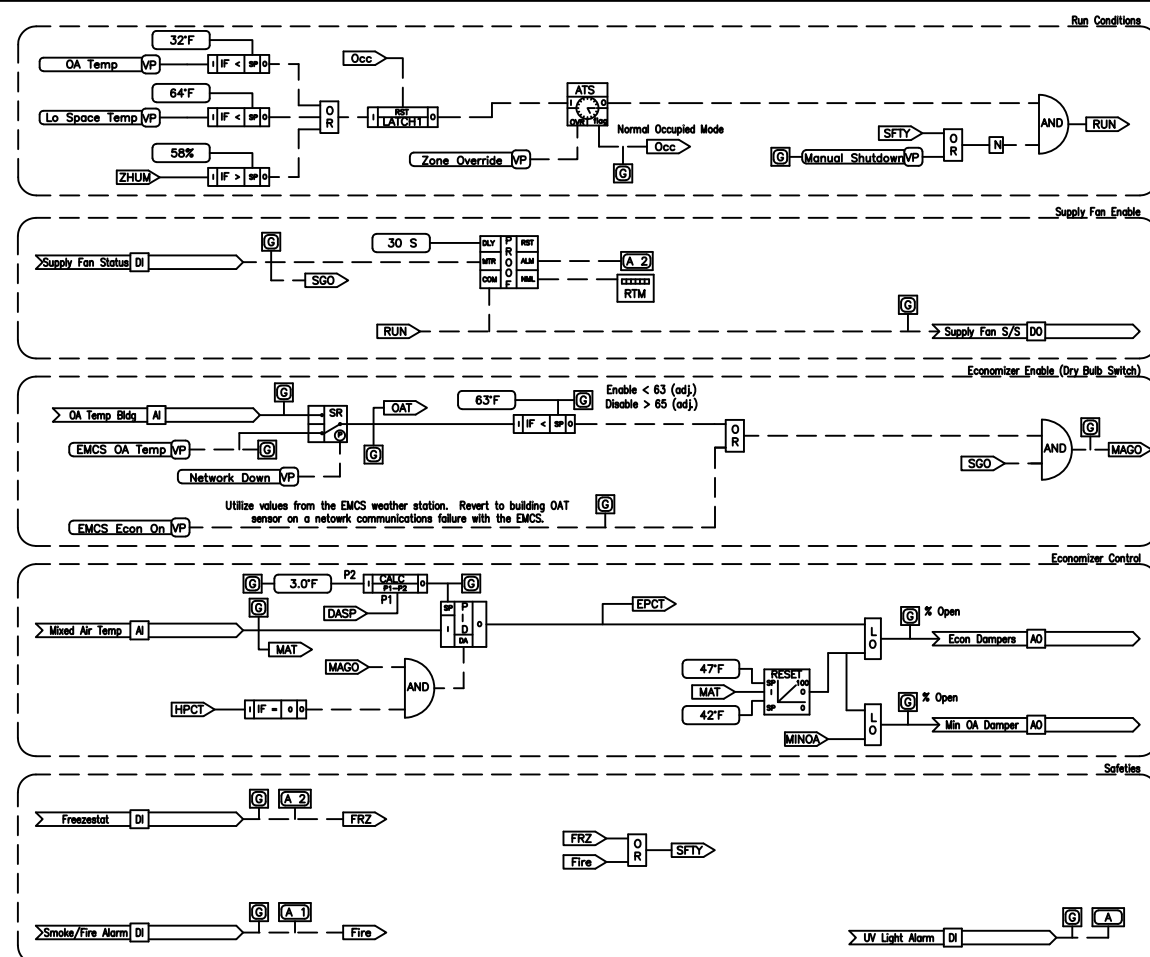 Run Conditions
32°F
OA Temp VP
I IF < SP O
Occ
64°F
Lo Space Temp VP
I IF < SP O
OR
I RST LATCH1 O
ATS
I O
ovrd flag
Normal Occupied Mode
Occ
G
Zone Override VP
58%
ZHUM
I IF > SP O
SFTY
G Manual Shutdown VP
OR
N
AND
RUN
Supply Fan Enable
Supply Fan Status DI
G
SGO
30 S
DLY PROOF RST
MTR ALM
COM NML
A 2
RTM
RUN
G
Supply Fan S/S DO
Economizer Enable (Dry Bulb Switch)
OA Temp Bldg AI
G
SR
P
OAT
G
63°F
G
Enable < 63 (adj.)
Disable > 65 (adj.)
I IF < SP O
OR
EMCS OA Temp VP
G
Network Down VP
SGO
AND
G
MAGO
Utilize values from the EMCS weather station. Revert to building OAT
sensor on a netowrk communications failure with the EMCS.
G
EMCS Econ On VP
Economizer Control
G
3.0°F
P2
I CALC O
P1-P2
P1
G
DASP
Mixed Air Temp AI
G
MAT
SP PID
I O
DA
EPCT
MAGO
AND
HPCT
I IF = 0 O
47°F
MAT
42°F
RESET
SP 100
I O
SP 0
LO
G % Open
Econ Dampers AO
MINOA
LO
G % Open
Min OA Damper AO
Safeties
Freezestat DI
G
A 2
FRZ
FRZ
Fire
OR
SFTY
Smoke/Fire Alarm DI
G
A 1
Fire
UV Light Alarm DI
G
A